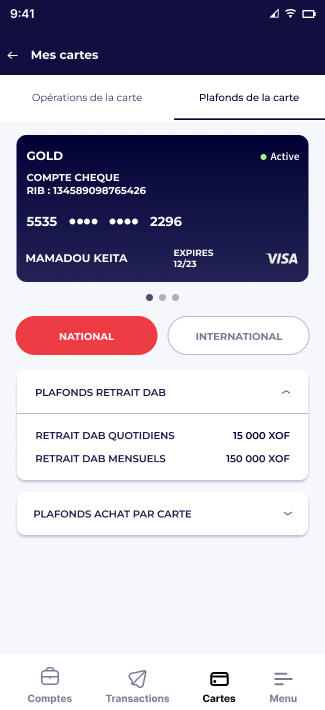 9:41
Mes cartes
Opérations de la carte
Plafonds de la carte
GOLD
Active
COMPTE CHEQUE
RIB : 134589098765426
5535 •••• •••• 2296
MAMADOU KEITA
EXPIRES
12/23
VISA
NATIONAL
INTERNATIONAL
PLAFONDS RETRAIT DAB
RETRAIT DAB QUOTIDIENS 15 000 XOF
RETRAIT DAB MENSUELS 150 000 XOF
PLAFONDS ACHAT PAR CARTE
Comptes
Transactions
Cartes
Menu